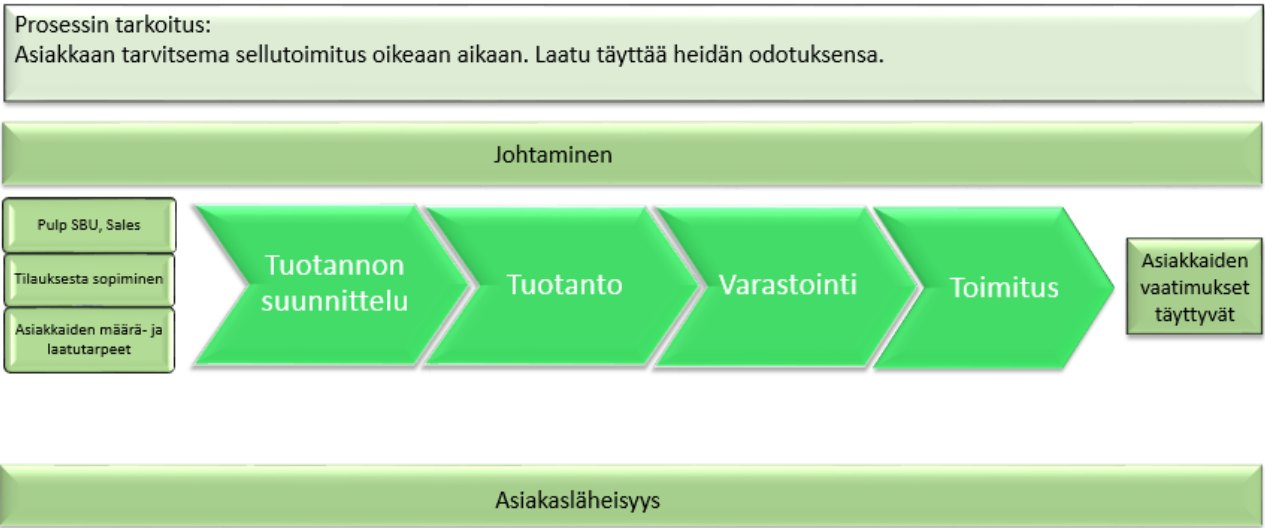 Prosessin tarkoitus:
Asiakkaan tarvitsema sellutoimitus oikeaan aikaan. Laatu täyttää heidän odotuksensa.
Johtaminen
Pulp SBU, Sales
Tilauksesta sopiminen
Asiakkaiden määrä- ja
laatutarpeet
Tuotannon
suunnittelu
Tuotanto
Varastointi
Toimitus
Asiakkaiden
vaatimukset
täyttyvät
Asiakasläheisyys